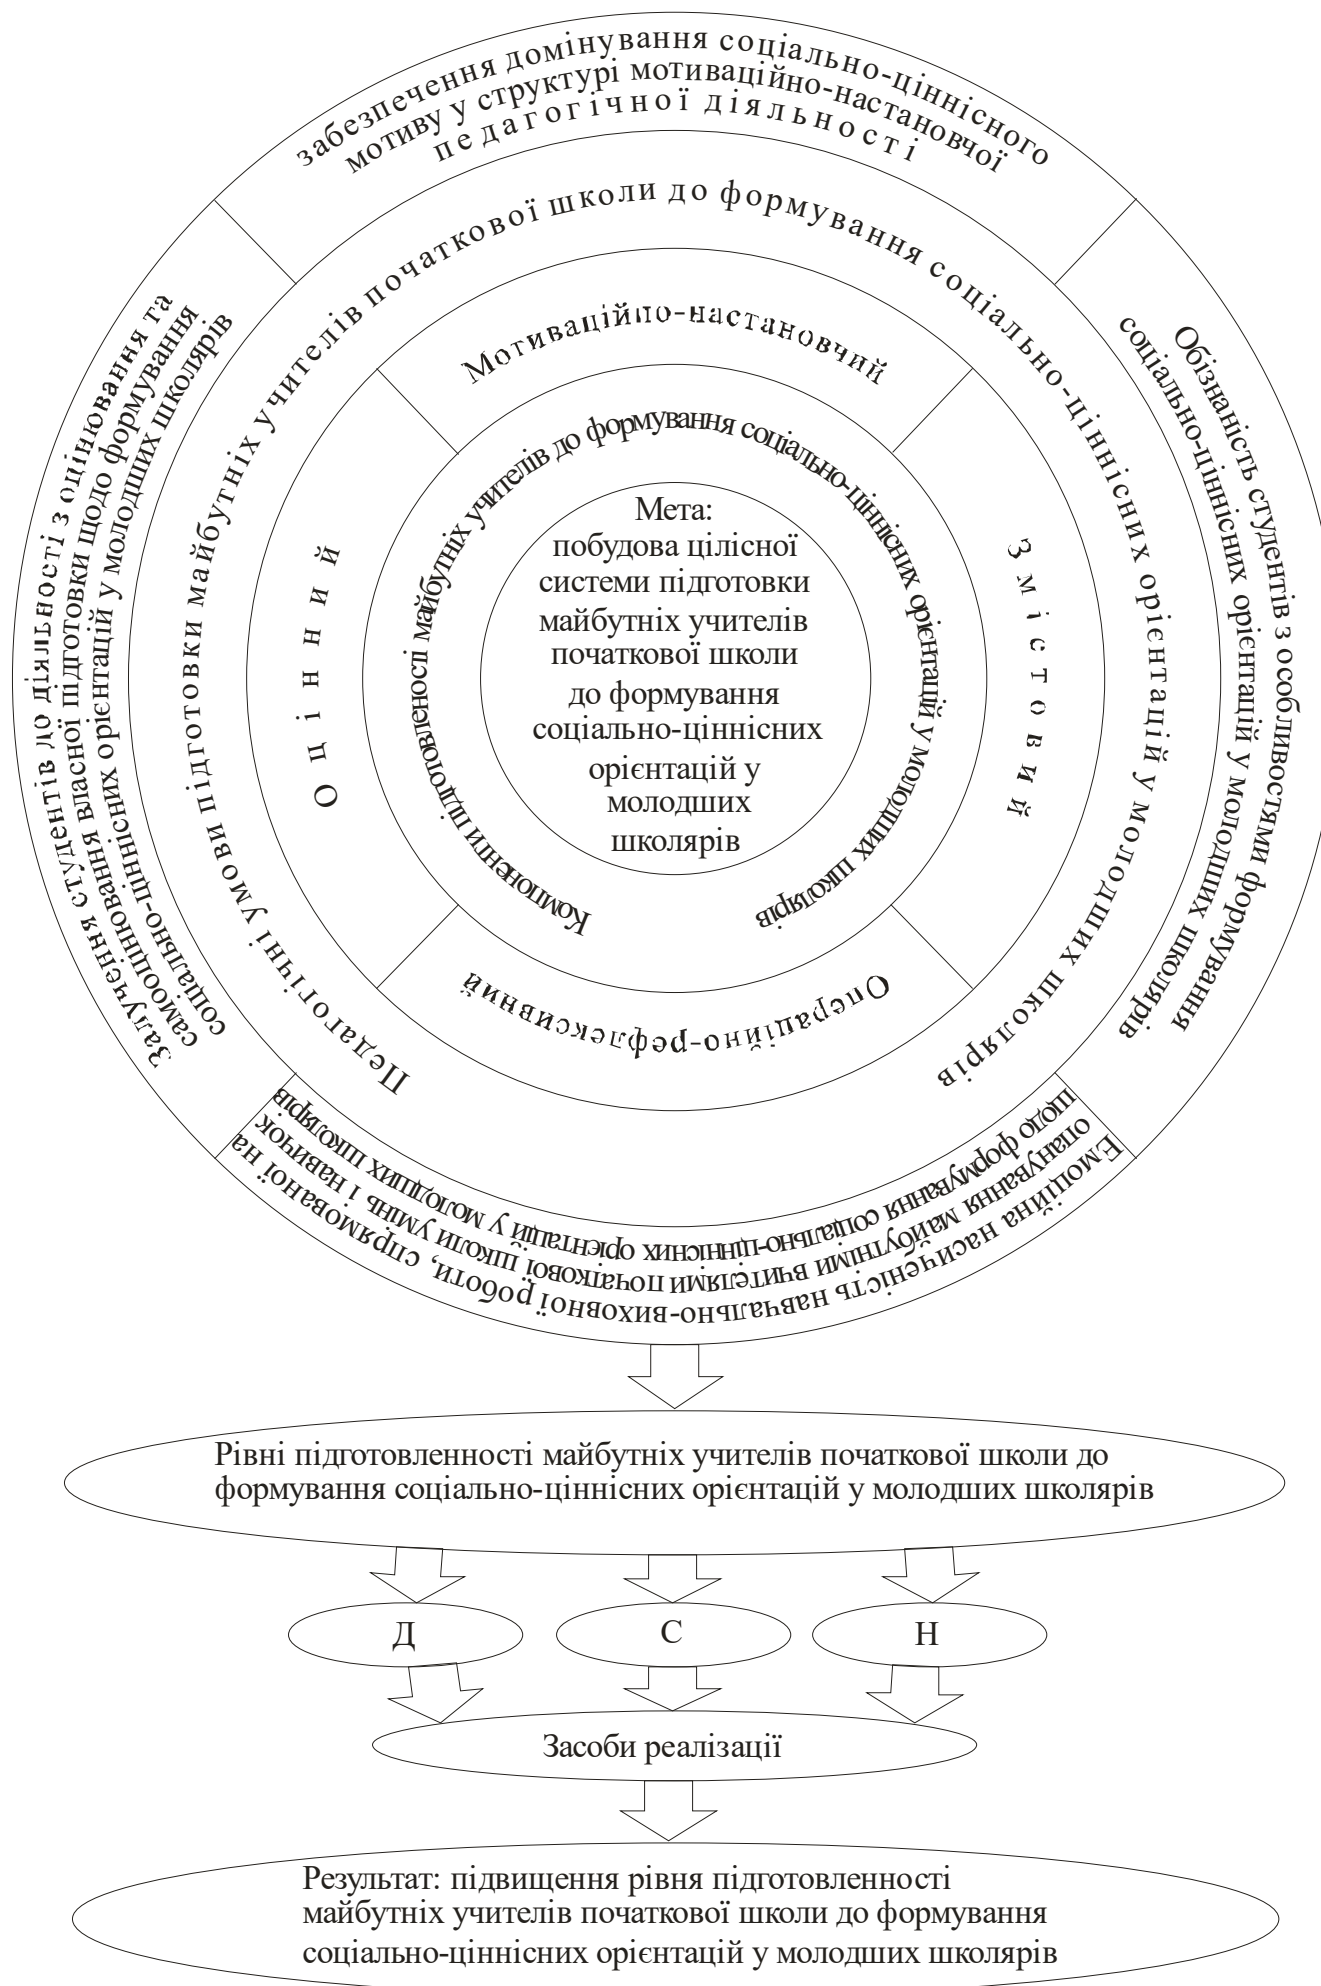 забезпечення домінування соціально-ціннісного
мотиву у структурі мотиваційно-настановчої
педагогічної діяльності
Обізнаність студентів з особливостями формування
соціально-ціннісних орієнтацій у молодших школярів
Емоційна насиченість навчально-виховної роботи, спрямованої на
опанування майбутніми вчителями початкової школи умінь і навичок
щодо формування соціально-ціннісних орієнтацій у молодших школярів
Залучення студентів до діяльності з оцінювання та
самооцінювання власної підготовки щодо формування
соціально-ціннісних орієнтацій у молодших школярів
Педагогічні умови підготовки майбутніх учителів початкової школи до формування соціально-ціннісних орієнтацій у молодших школярів
Мотиваційно-настановчий
Змістовий
Операційно-рефлексивний
Оцінний
Компоненти підготовленості майбутніх учителів до формування соціально-ціннісних орієнтацій у молодших школярів
Мета:
побудова цілісної
системи підготовки
майбутніх учителів
початкової школи
до формування
соціально-ціннісних
орієнтацій у
молодших
школярів
Рівні підготовленності майбутніх учителів початкової школи до
формування соціально-ціннісних орієнтацій у молодших школярів
Д
С
Н
Засоби реалізації
Результат: підвищення рівня підготовленності
майбутніх учителів початкової школи до формування
соціально-ціннісних орієнтацій у молодших школярів